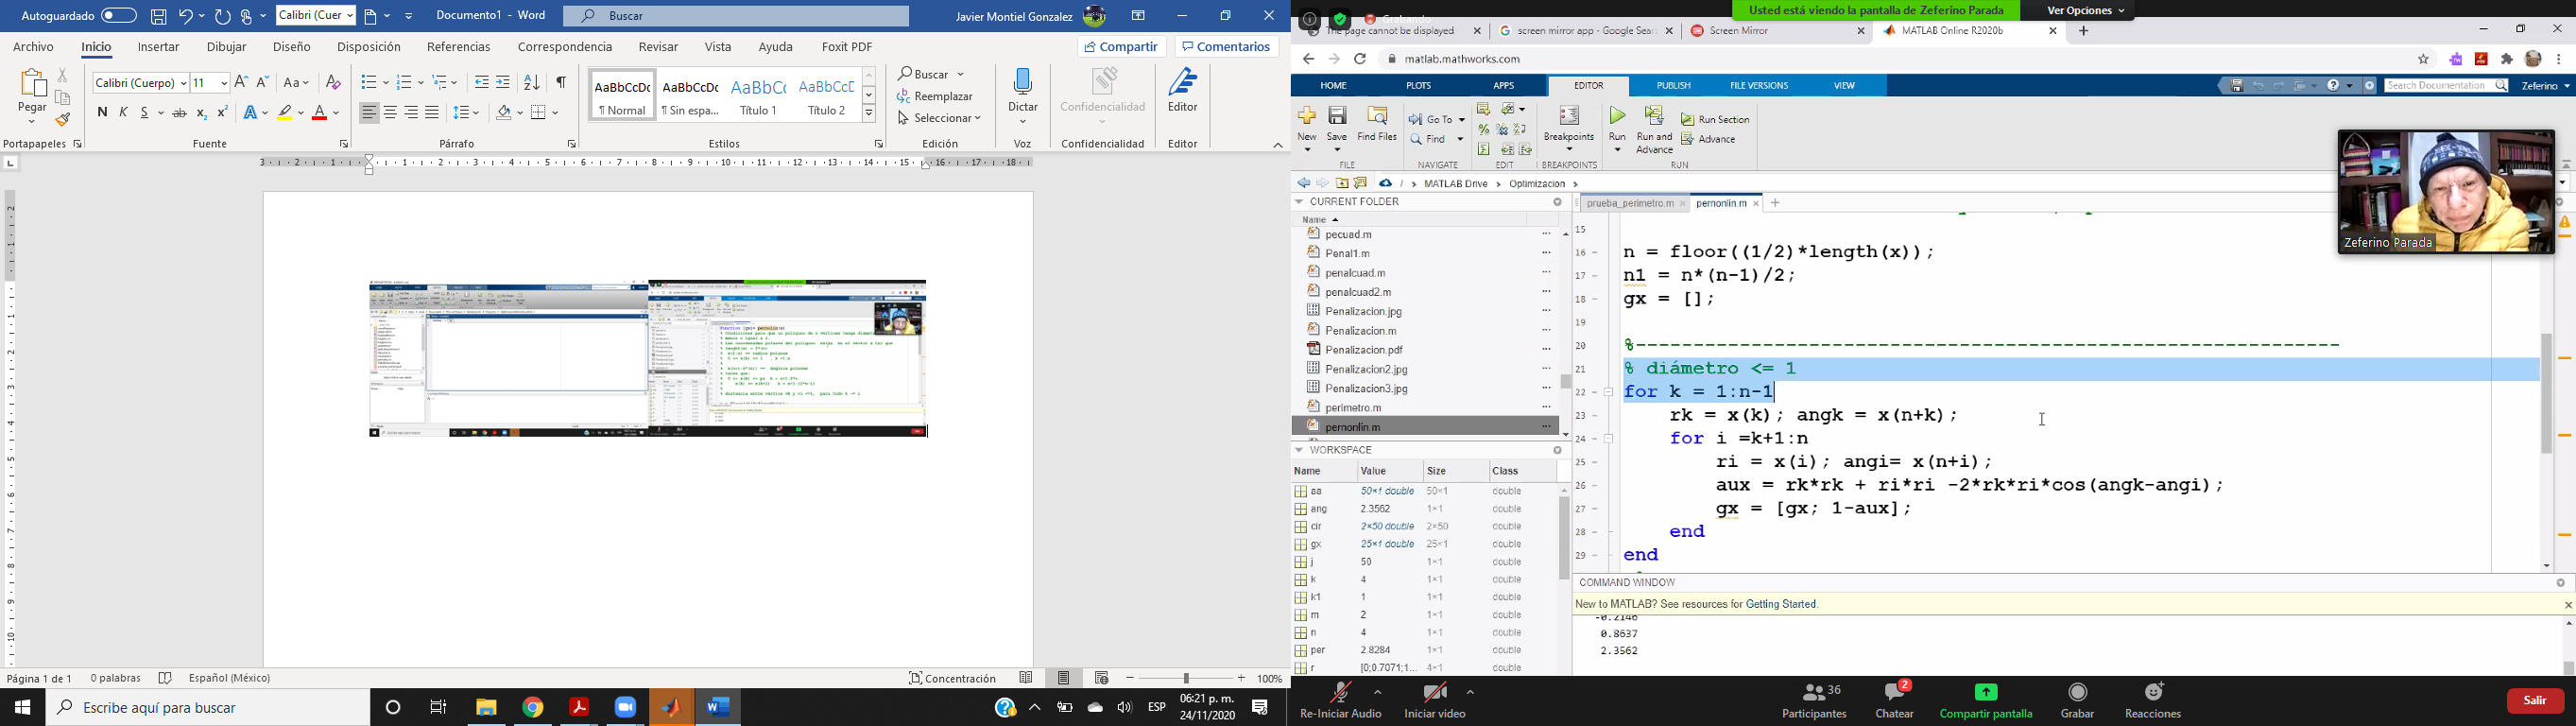 Autoguardado
Calibri (Cuer
Documento1 - Word
Buscar
Javier Montiel Gonzalez
Archivo Inicio Insertar Dibujar Diseño Disposición Referencias Correspondencia Revisar Vista Ayuda Foxit PDF
Compartir
Comentarios
Pegar
Calibri (Cuerpo) 11
N K S ab x₂ x²
Portapapeles
Fuente
Párrafo
AaBbCcDc AaBbCcDc AaBbCc AaBbCcE
¶ Normal ¶ Sin espa... Título 1 Título 2
Estilos
Buscar
Reemplazar
Seleccionar
Edición
Dictar
Voz
Confidencialidad
Confidencialidad
Editor
Editor
Página 1 de 1 0 palabras Español (México)
Concentración
100%
Escribe aquí para buscar
ESP
06:21 p. m.
24/11/2020
Usted está viendo la pantalla de Zeferino Parada
Ver Opciones
Grabando
The page cannot be displayed
screen mirror app - Google Sear
Screen Mirror
MATLAB Online R2020b
matlab.mathworks.com
HOME PLOTS APPS EDITOR PUBLISH FILE VERSIONS VIEW
Search Documentation
Zeferino
New Save Find Files
Go To
Find
Breakpoints
Run
Run and Advance
Run Section
Advance
FILE NAVIGATE EDIT BREAKPOINTS RUN
/ MATLAB Drive Optimizacion
CURRENT FOLDER
Name
pecuad.m
Penal1.m
penalcuad.m
penalcuad2.m
Penalizacion.jpg
Penalizacion.m
Penalizacion.pdf
Penalizacion2.jpg
Penalizacion3.jpg
perimetro.m
pernonlin.m
WORKSPACE
Name Value Size Class
aa 50×1 double 50×1 double
ang 2.3562 1×1 double
cir 2×50 double 2×50 double
gx 25×1 double 25×1 double
j 50 1×1 double
k 4 1×1 double
k1 1 1×1 double
m 2 1×1 double
n 4 1×1 double
per 2.8284 1×1 double
r [0;0.7071;1... 4×1 double
prueba_perimetro.m pernonlin.m
15
16 n = floor((1/2)*length(x));
17 n1 = n*(n-1)/2;
18 gx = [];
19
20 %-------------------------------------------------------------
21 % diámetro <= 1
22 for k = 1:n-1
23 rk = x(k); angk = x(n+k);
24 for i =k+1:n
25 ri = x(i); angi= x(n+i);
26 aux = rk*rk + ri*ri -2*rk*ri*cos(angk-angi);
27 gx = [gx; 1-aux];
28 end
29 end
COMMAND WINDOW
New to MATLAB? See resources for Getting Started.
-0.2146
0.8637
2.3562
Zeferino Parada
Re-Iniciar Audio
Iniciar video
Participantes 36
Chatear 2
Compartir pantalla
Grabar
Reacciones
Salir